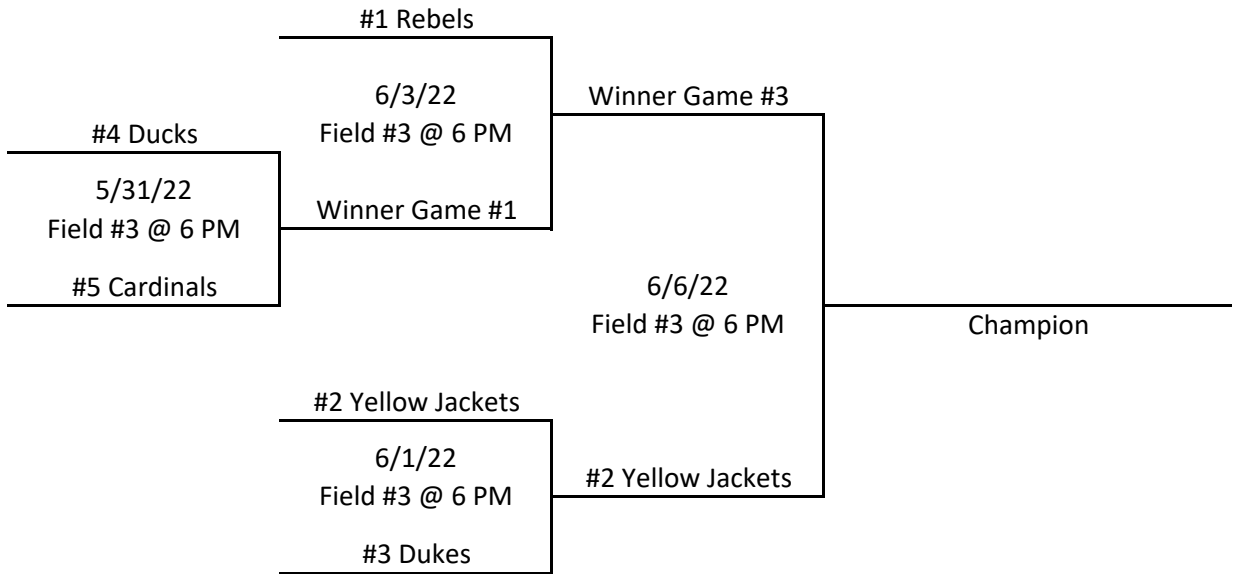 #1 Rebels
6/3/22
Field #3 @ 6 PM
Winner Game #3
#4 Ducks
5/31/22
Field #3 @ 6 PM
Winner Game #1
#5 Cardinals
6/6/22
Field #3 @ 6 PM
Champion
#2 Yellow Jackets
6/1/22
Field #3 @ 6 PM
#2 Yellow Jackets
#3 Dukes